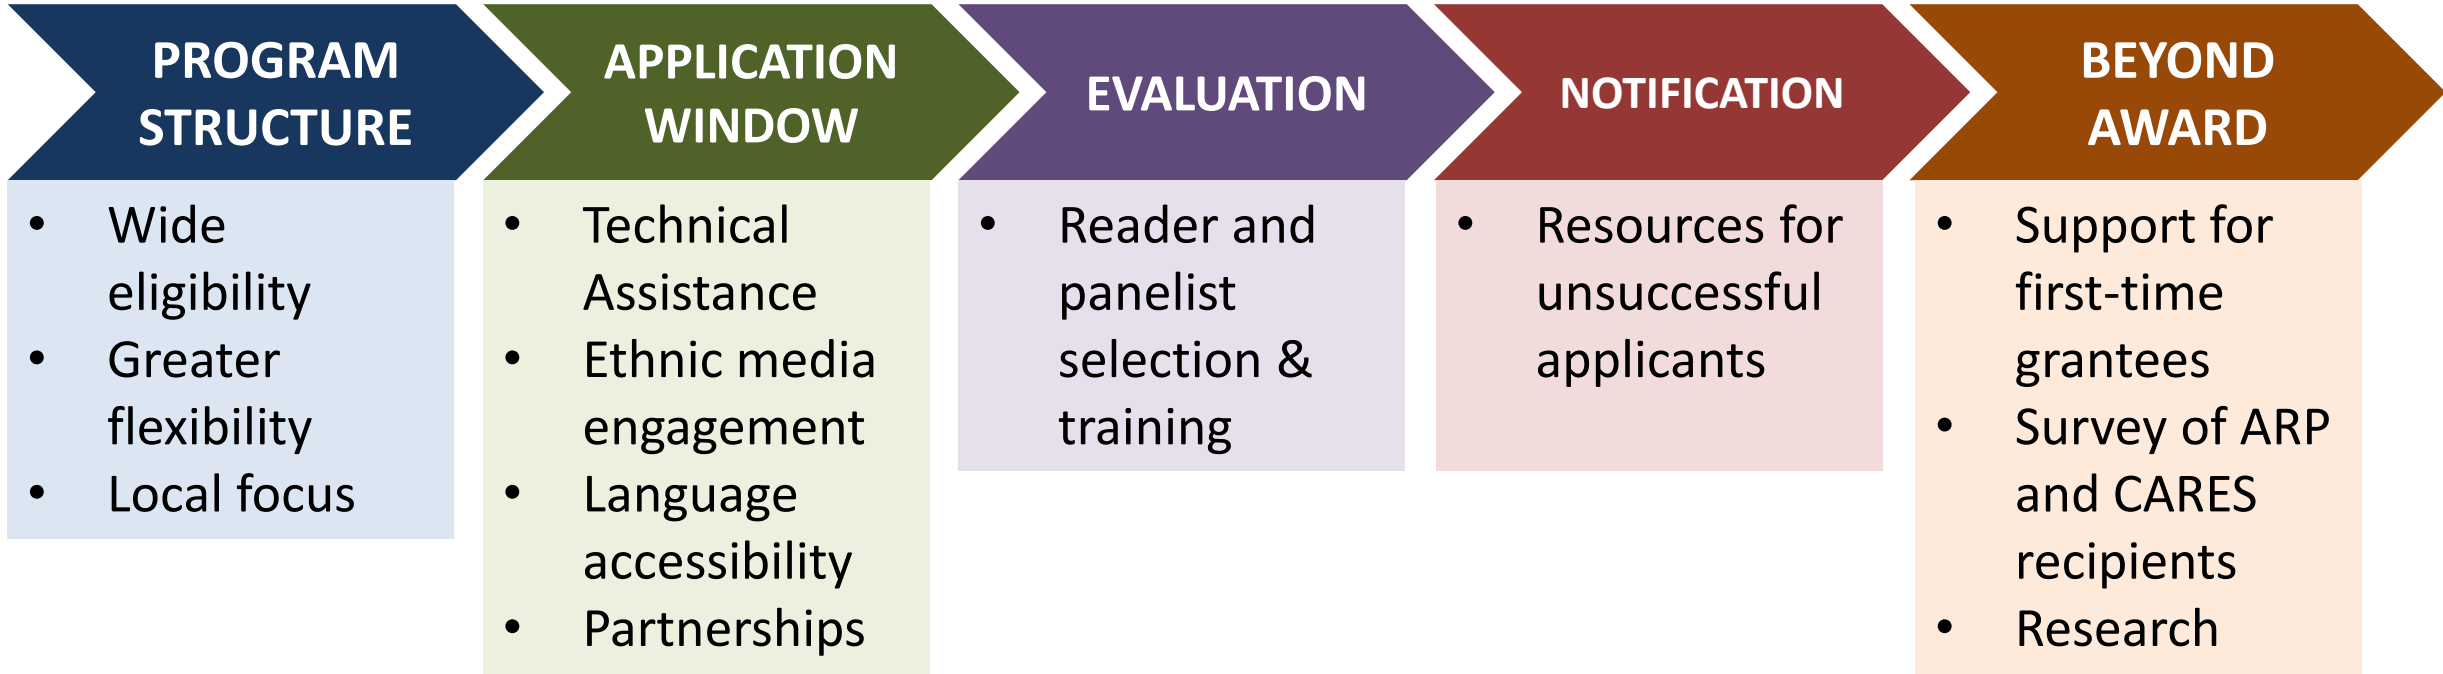 PROGRAM
STRUCTURE
• Wide
eligibility
• Greater
flexibility
• Local focus
APPLICATION
WINDOW
• Technical
Assistance
• Ethnic media
engagement
• Language
accessibility
• Partnerships
EVALUATION
• Reader and
panelist
selection &
training
NOTIFICATION
• Resources for
unsuccessful
applicants
BEYOND
AWARD
• Support for
first-time
grantees
• Survey of ARP
and CARES
recipients
• Research